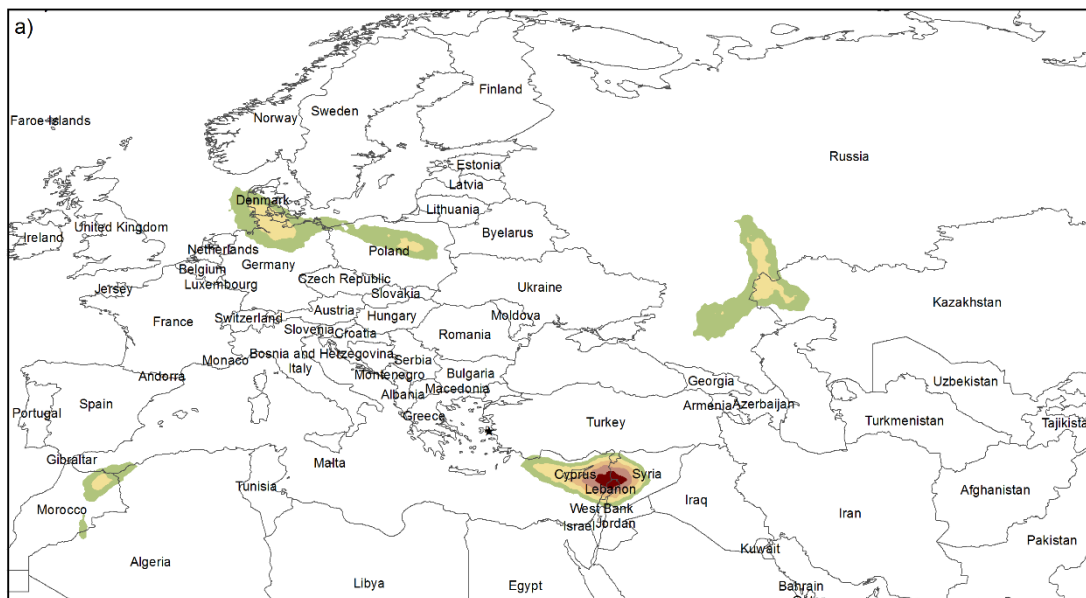 a)
Finland
Norway
Sweden
Faroe Islands
Russia
Estonia
Latvia
Denmark
Lithuania
United Kingdom
Ireland
Byelarus
Netherlands
Poland
Belgium
Germany
Luxembourg
Czech Republic
Jersey
Ukraine
Slovakia
Kazakhstan
Austria
Hungary
Moldova
France
Switzerland
Slovenia
Croatia
Romania
Monaco
Bosnia and Herzegovina
Italy
Serbia
Andorra
Montenegro
Bulgaria
Georgia
Uzbekistan
Albania
Macedonia
Portugal
Spain
Greece
Armenia
Azerbaijan
Turkey
Turkmenistan
Tajikista
Gibraltar
Malta
Cyprus
Syria
Tunisia
Lebanon
Iraq
Afghanistan
Iran
Morocco
West Bank
Israel
Jordan
Pakistan
Kuwait
Algeria
Libya
Egypt
Bahrain